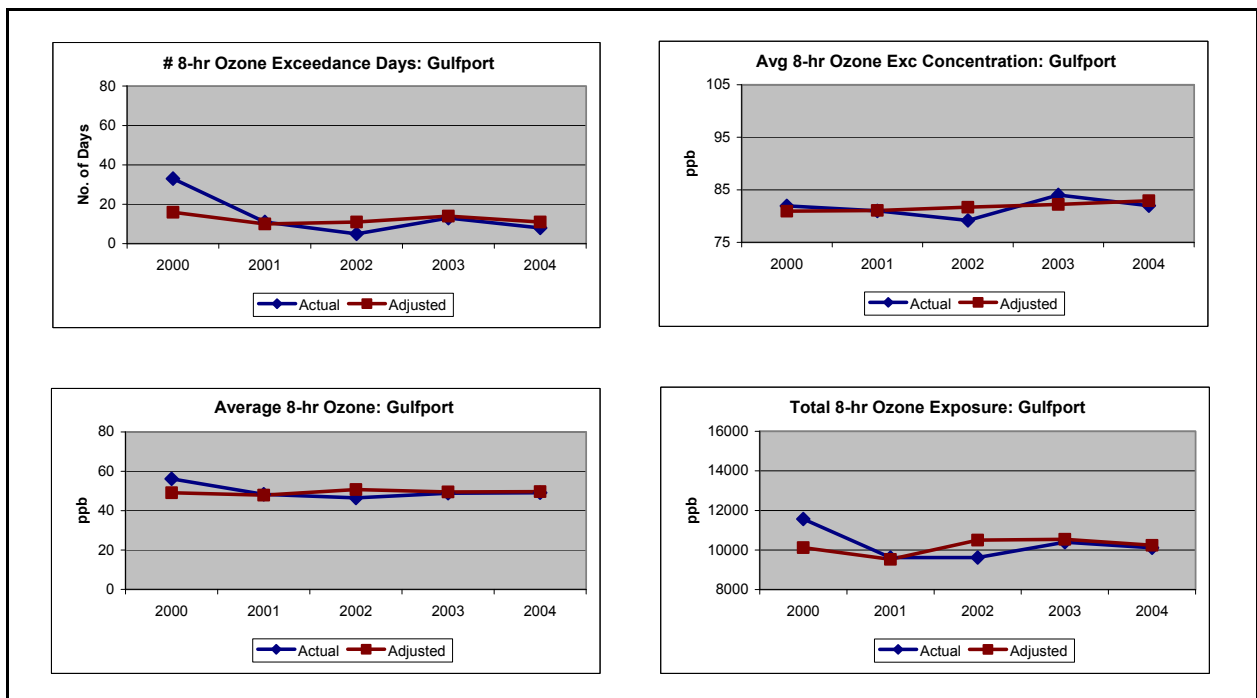 # 8-hr Ozone Exceedance Days: Gulfport
80
60
40
20
0
No. of Days
2000 2001 2002 2003 2004
Actual Adjusted
Avg 8-hr Ozone Exc Concentration: Gulfport
105
95
85
75
ppb
2000 2001 2002 2003 2004
Actual Adjusted
Average 8-hr Ozone: Gulfport
80
60
40
20
0
ppb
2000 2001 2002 2003 2004
Actual Adjusted
Total 8-hr Ozone Exposure: Gulfport
16000
14000
12000
10000
8000
ppb
2000 2001 2002 2003 2004
Actual Adjusted